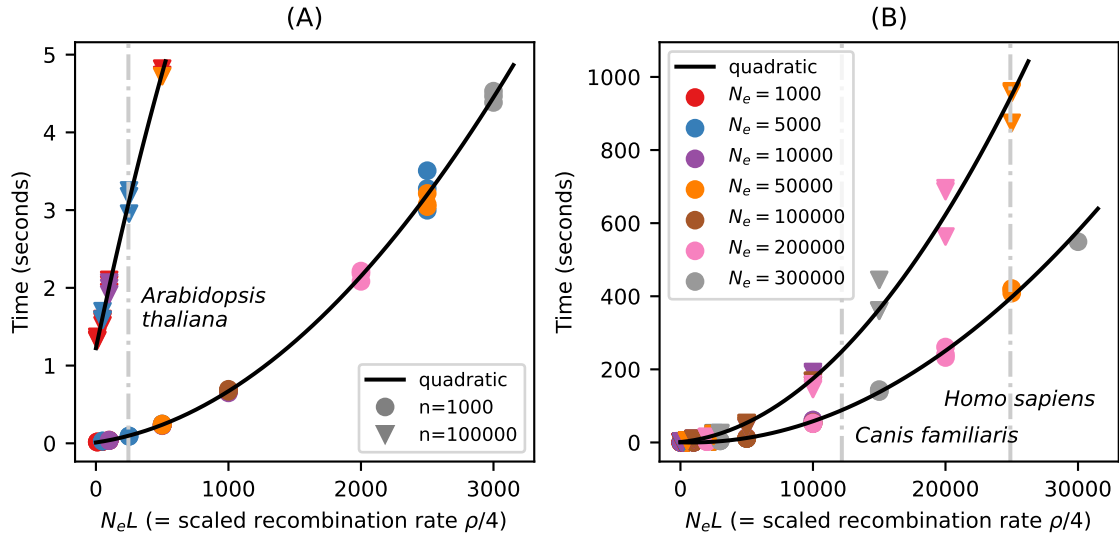 (A)
5
4
3
2
1
0
Time (seconds)
Arabidopsis
thaliana
quadratic
n=1000
n=100000
0
1000
2000
3000
NₑL (= scaled recombination rate ρ/4)
(B)
1000
800
600
400
200
0
Time (seconds)
quadratic
Nₑ = 1000
Nₑ = 5000
Nₑ = 10000
Nₑ = 50000
Nₑ = 100000
Nₑ = 200000
Nₑ = 300000
Homo sapiens
Canis familiaris
0
10000
20000
30000
NₑL (= scaled recombination rate ρ/4)